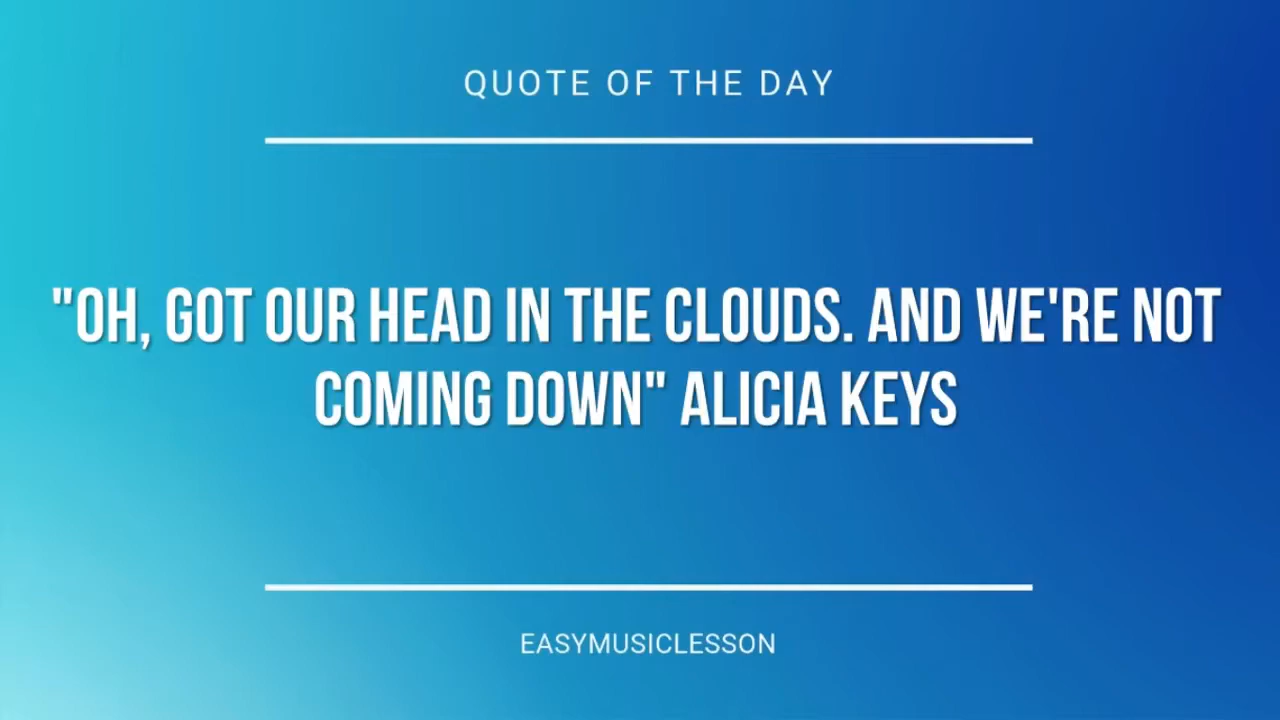 QUOTE OF THE DAY
"OH, GOT OUR HEAD IN THE CLOUDS. AND WE'RE NOT
COMING DOWN" ALICIA KEYS
EASYMUSICLESSON